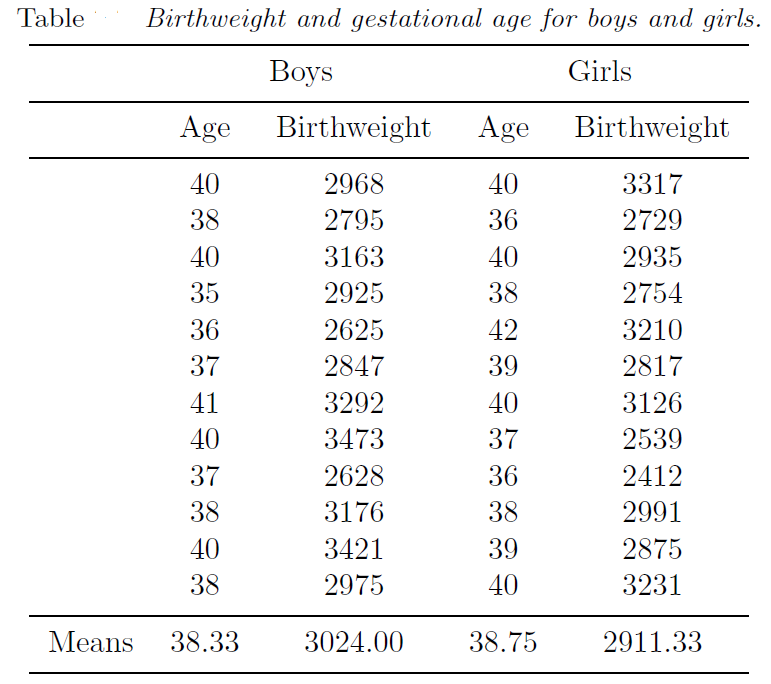 Table Birthweight and gestational age for boys and girls.
Boys Girls
Age Birthweight Age Birthweight
40 2968 40 3317
38 2795 36 2729
40 3163 40 2935
35 2925 38 2754
36 2625 42 3210
37 2847 39 2817
41 3292 40 3126
40 3473 37 2539
37 2628 36 2412
38 3176 38 2991
40 3421 39 2875
38 2975 40 3231
Means 38.33 3024.00 38.75 2911.33